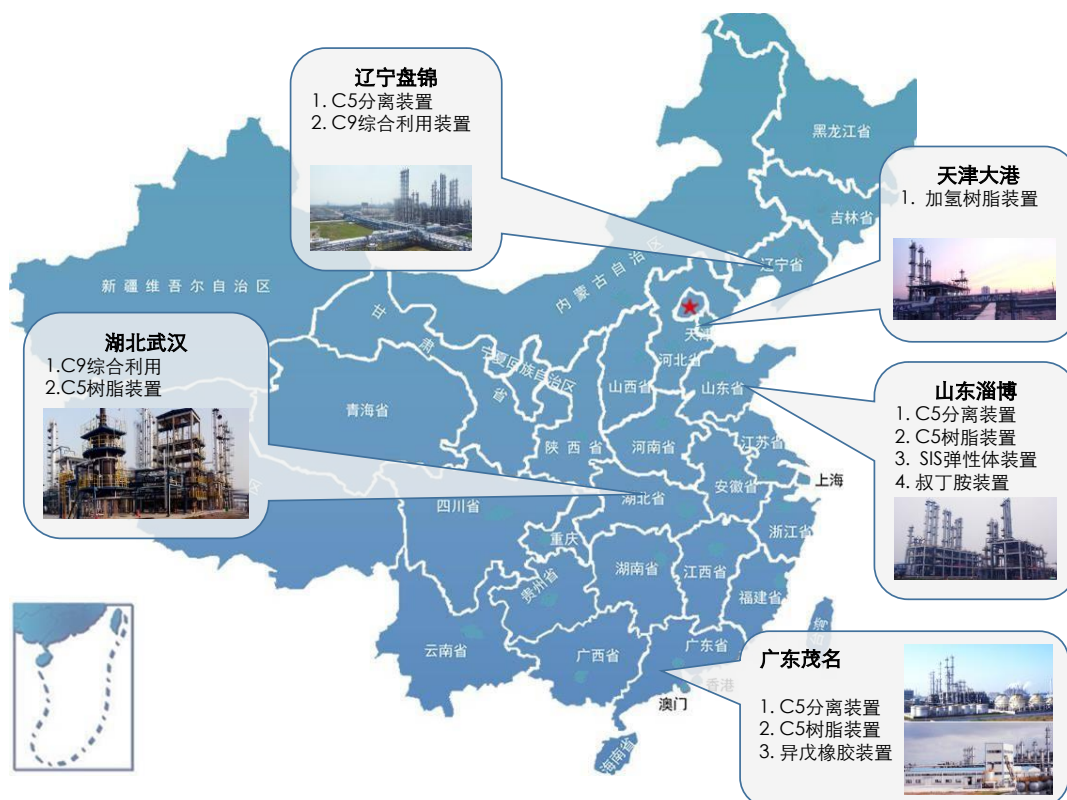 辽宁盘锦
1. C5分离装置
2. C9综合利用装置
黑龙江省
天津大港
1. 加氢树脂装置
吉林省
辽宁省
内蒙古自治区
新疆维吾尔自治区
甘肃省
湖北武汉
1.C9综合利用
2.C5树脂装置
天津
河北省
宁夏回族自治区
山西省
山东省
青海省
山东淄博
1. C5分离装置
2. C5树脂装置
3. SIS弹性体装置
4. 叔丁胺装置
陕西省
河南省
江苏省
安徽省
上海
湖北省
四川省
区
浙江省
重庆
湖南省
江西省
贵州省
福建省
云南省
广西省
广东省
香港
澳门
海南省
广东茂名
1. C5分离装置
2. C5树脂装置
3. 异戊橡胶装置